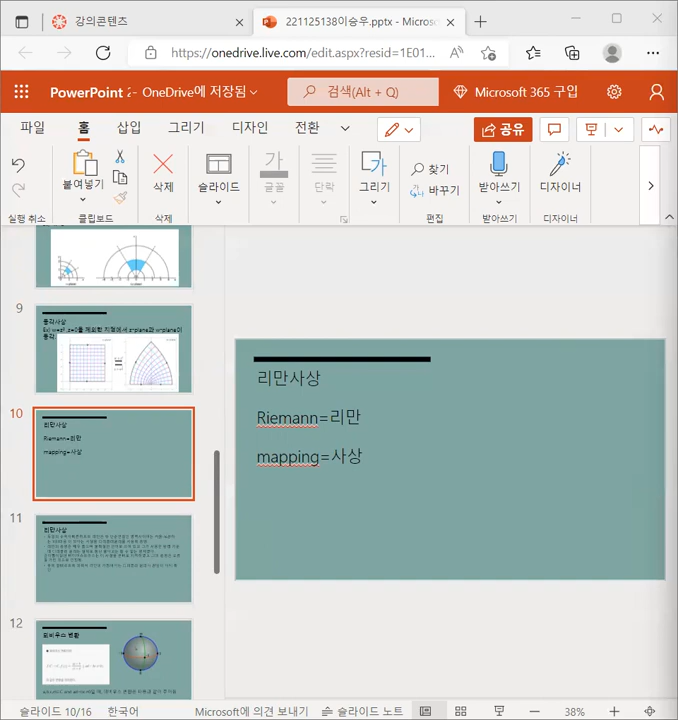 강의콘텐츠
221125138이승우.pptx - Microso
https://onedrive.live.com/edit.aspx?resid=1E01...
PowerPoint 2- OneDrive에 저장됨
검색(Alt + Q)
Microsoft 365 구입
파일 홈 삽입 그리기 디자인 전환
공유
붙여넣기
삭제
슬라이드
글꼴
단락
그리기
찾기
바꾸기
받아쓰기
디자이너
실행 취소 클립보드 삭제 편집 받아쓰기 디자이너
9
등각사상
10
리만사상
Riemann=리만
mapping=사상
11
리만사상
12
뫼비우스 변환
리만사상
Riemann=리만
mapping=사상
슬라이드 10/16 한국어 Microsoft에 의견 보내기 슬라이드 노트 38%